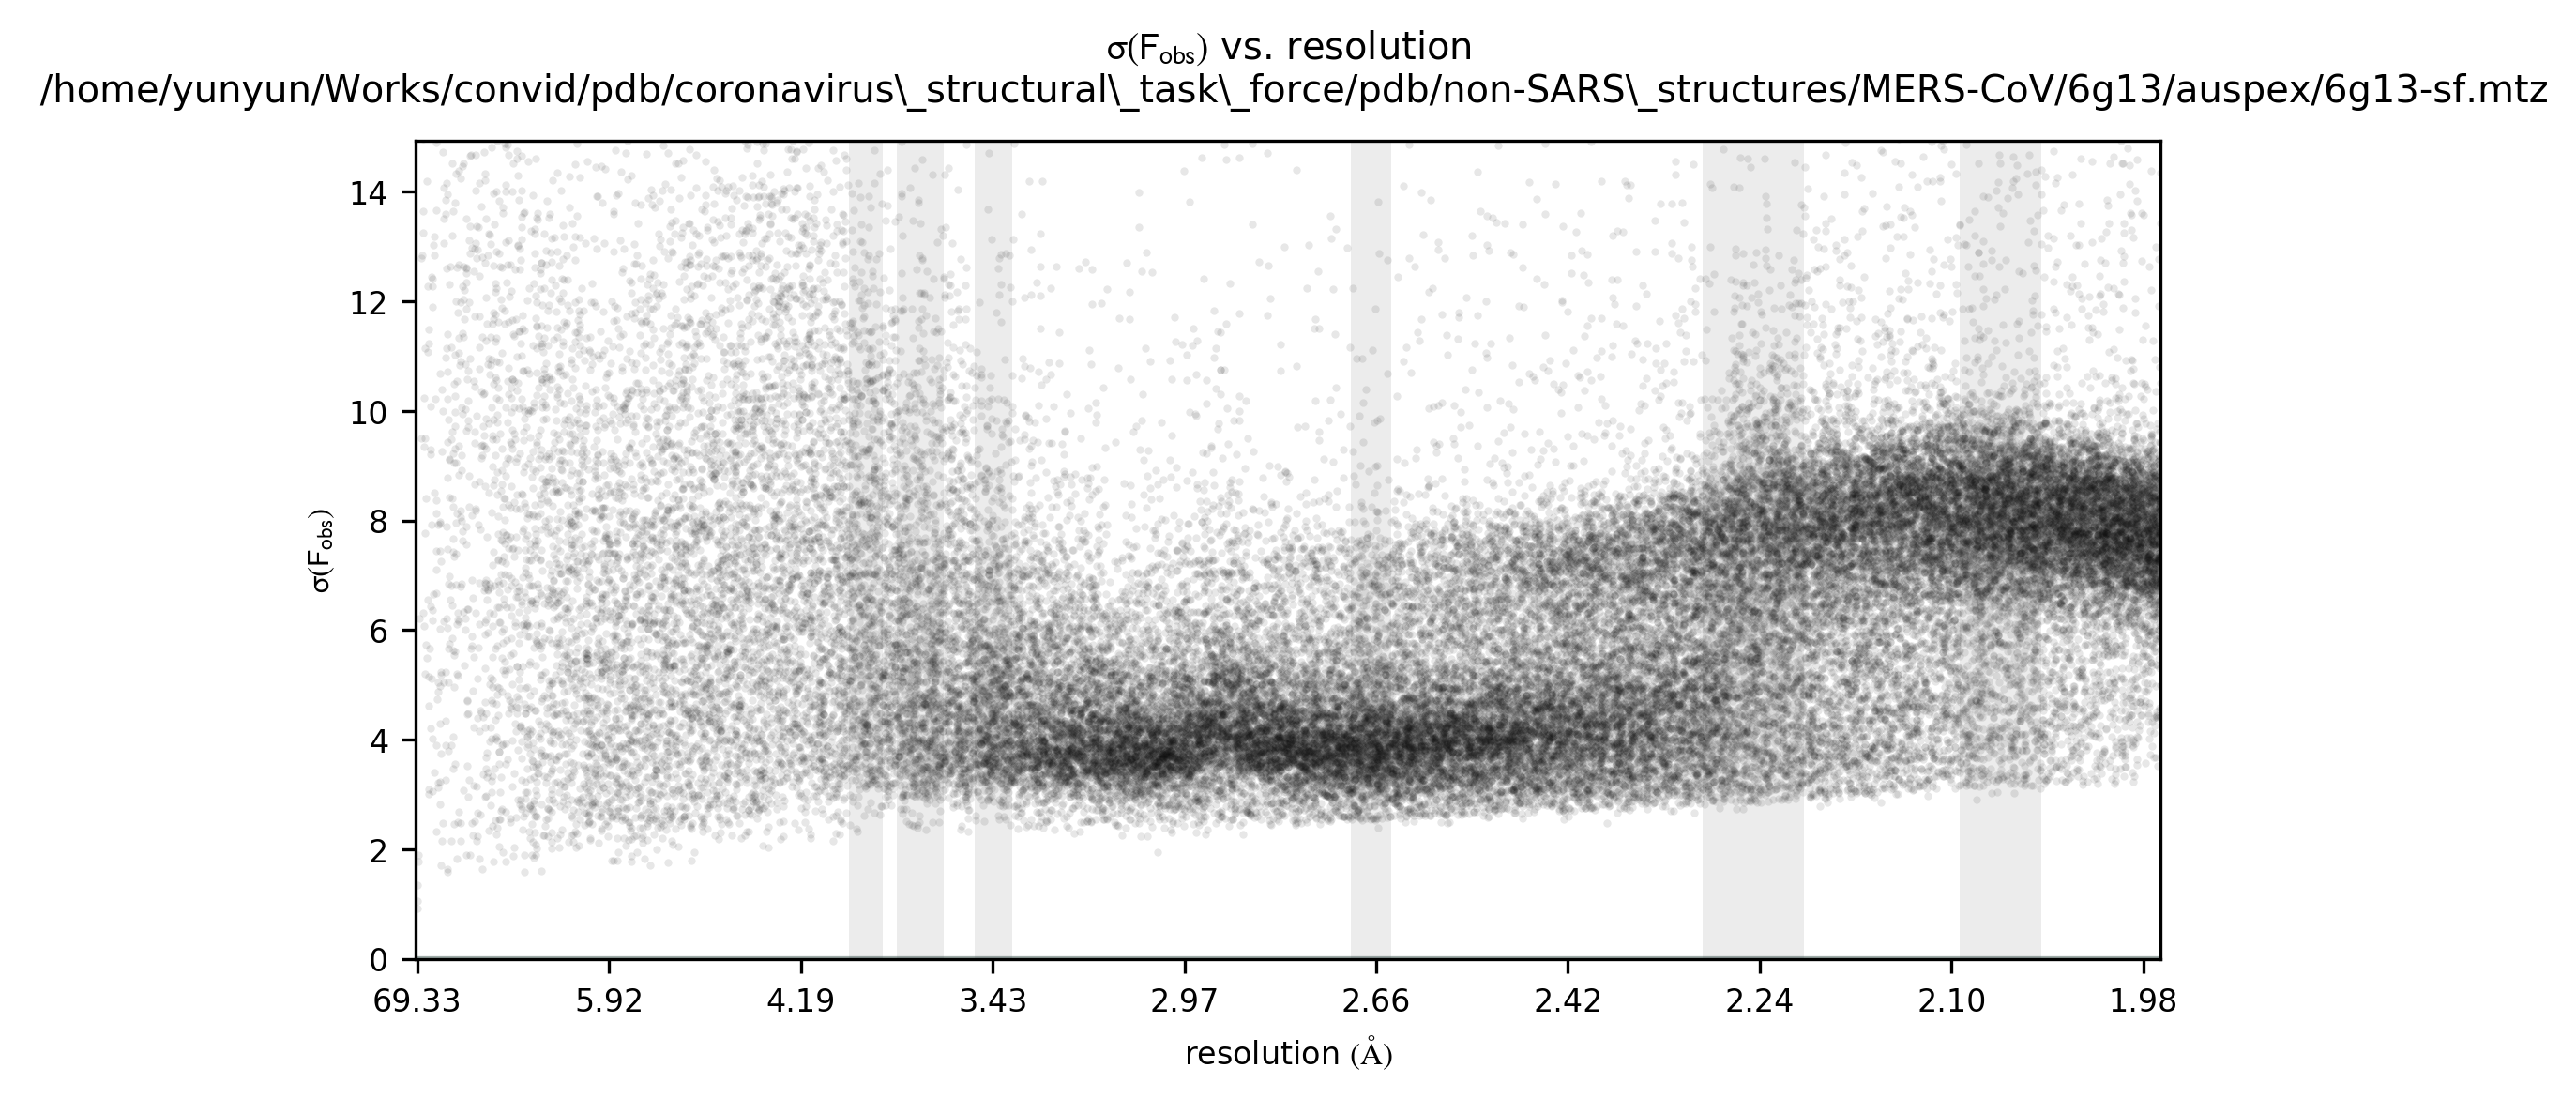 σ(Fobs) vs. resolution
/home/yunyun/Works/convid/pdb/coronavirus\_structural\_task\_force/pdb/non-SARS\_structures/MERS-CoV/6g13/auspex/6g13-sf.mtz
14
12
10
8
6
4
2
0
σ(Fobs)
69.33 5.92 4.19 3.43 2.97 2.66 2.42 2.24 2.10 1.98
resolution (Å)